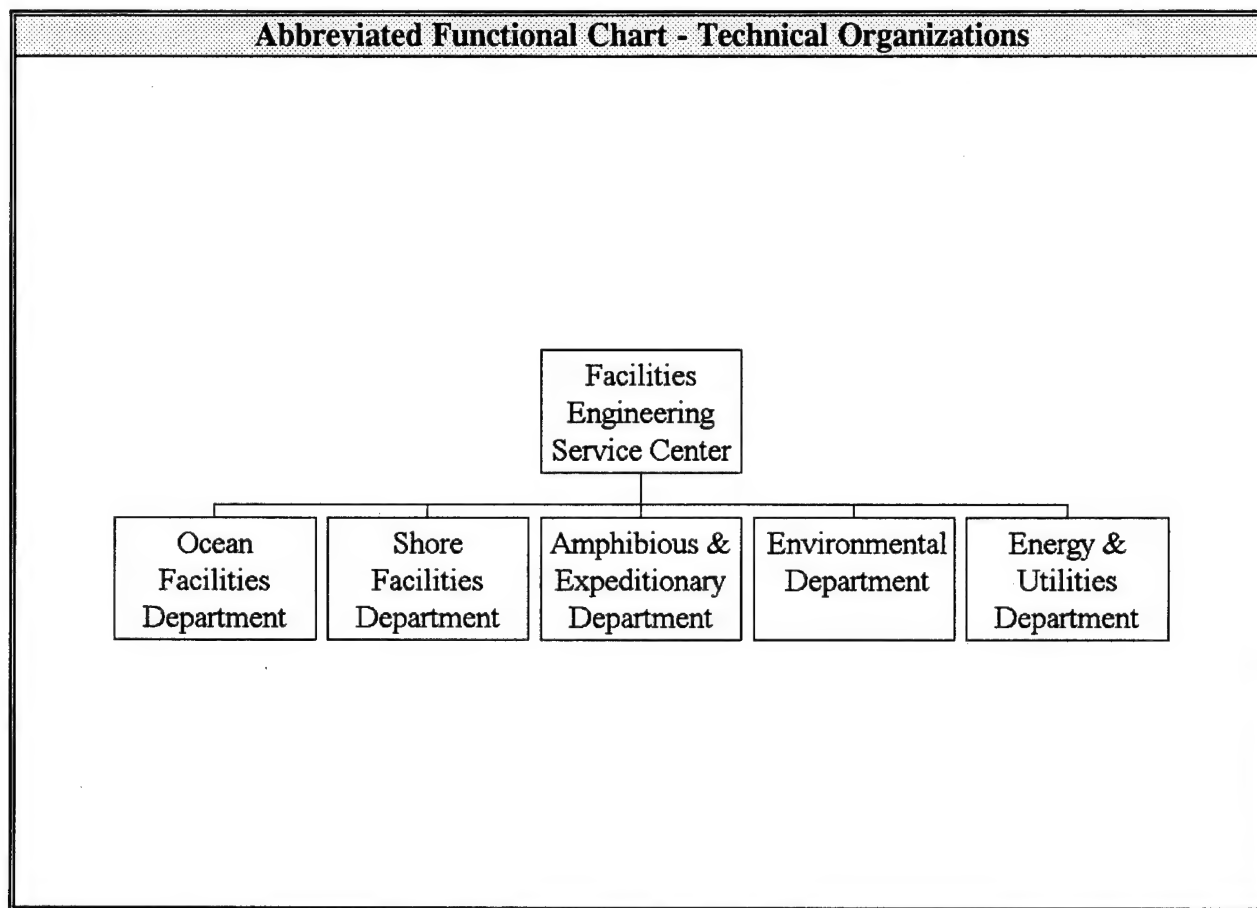 Abbreviated Functional Chart - Technical Organizations
Facilities
Engineering
Service Center
Ocean
Facilities
Department
Shore
Facilities
Department
Amphibious &
Expeditionary
Department
Environmental
Department
Energy &
Utilities
Department